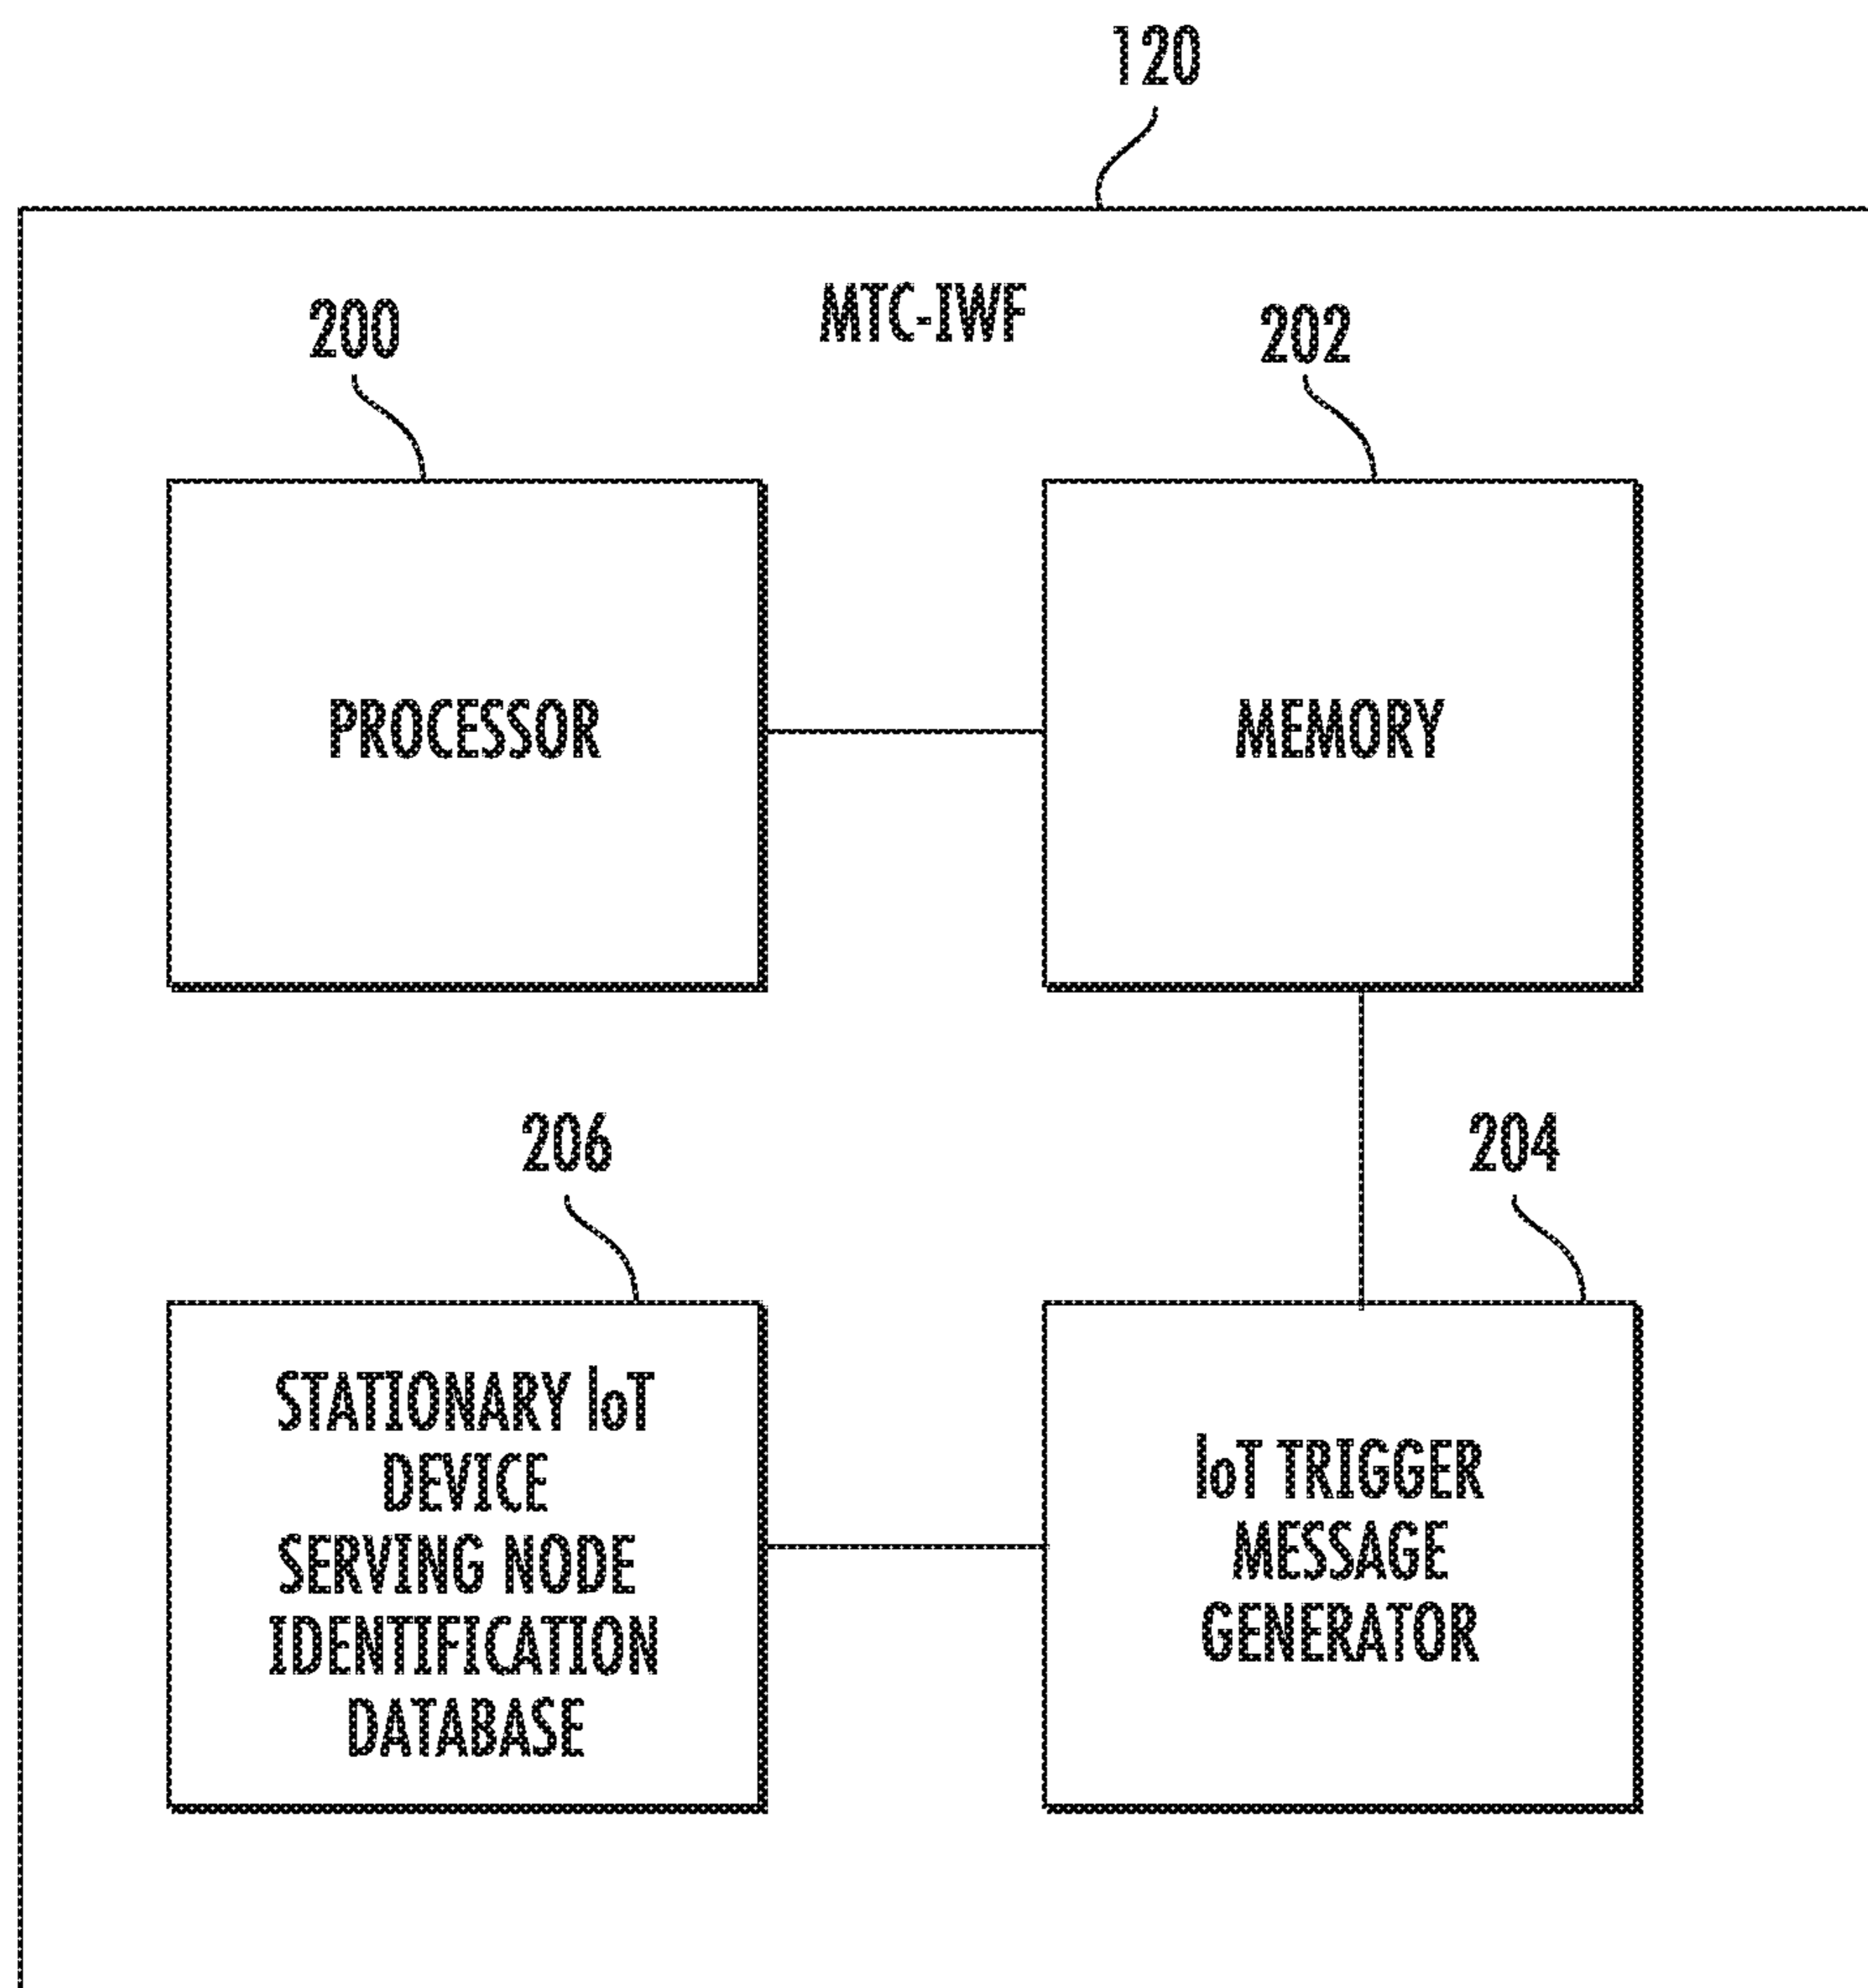 120
MTC-IWF
200
202
PROCESSOR
MEMORY
206
204
STATIONARY IoT
DEVICE
SERVING NODE
IDENTIFICATION
DATABASE
IoT TRIGGER
MESSAGE
GENERATOR